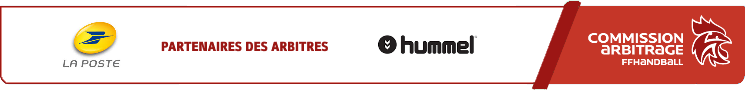 LA POSTE
PARTENAIRES DES ARBITRES
hummel
COMMISSION
ARBITRAGE
FFHANDBALL